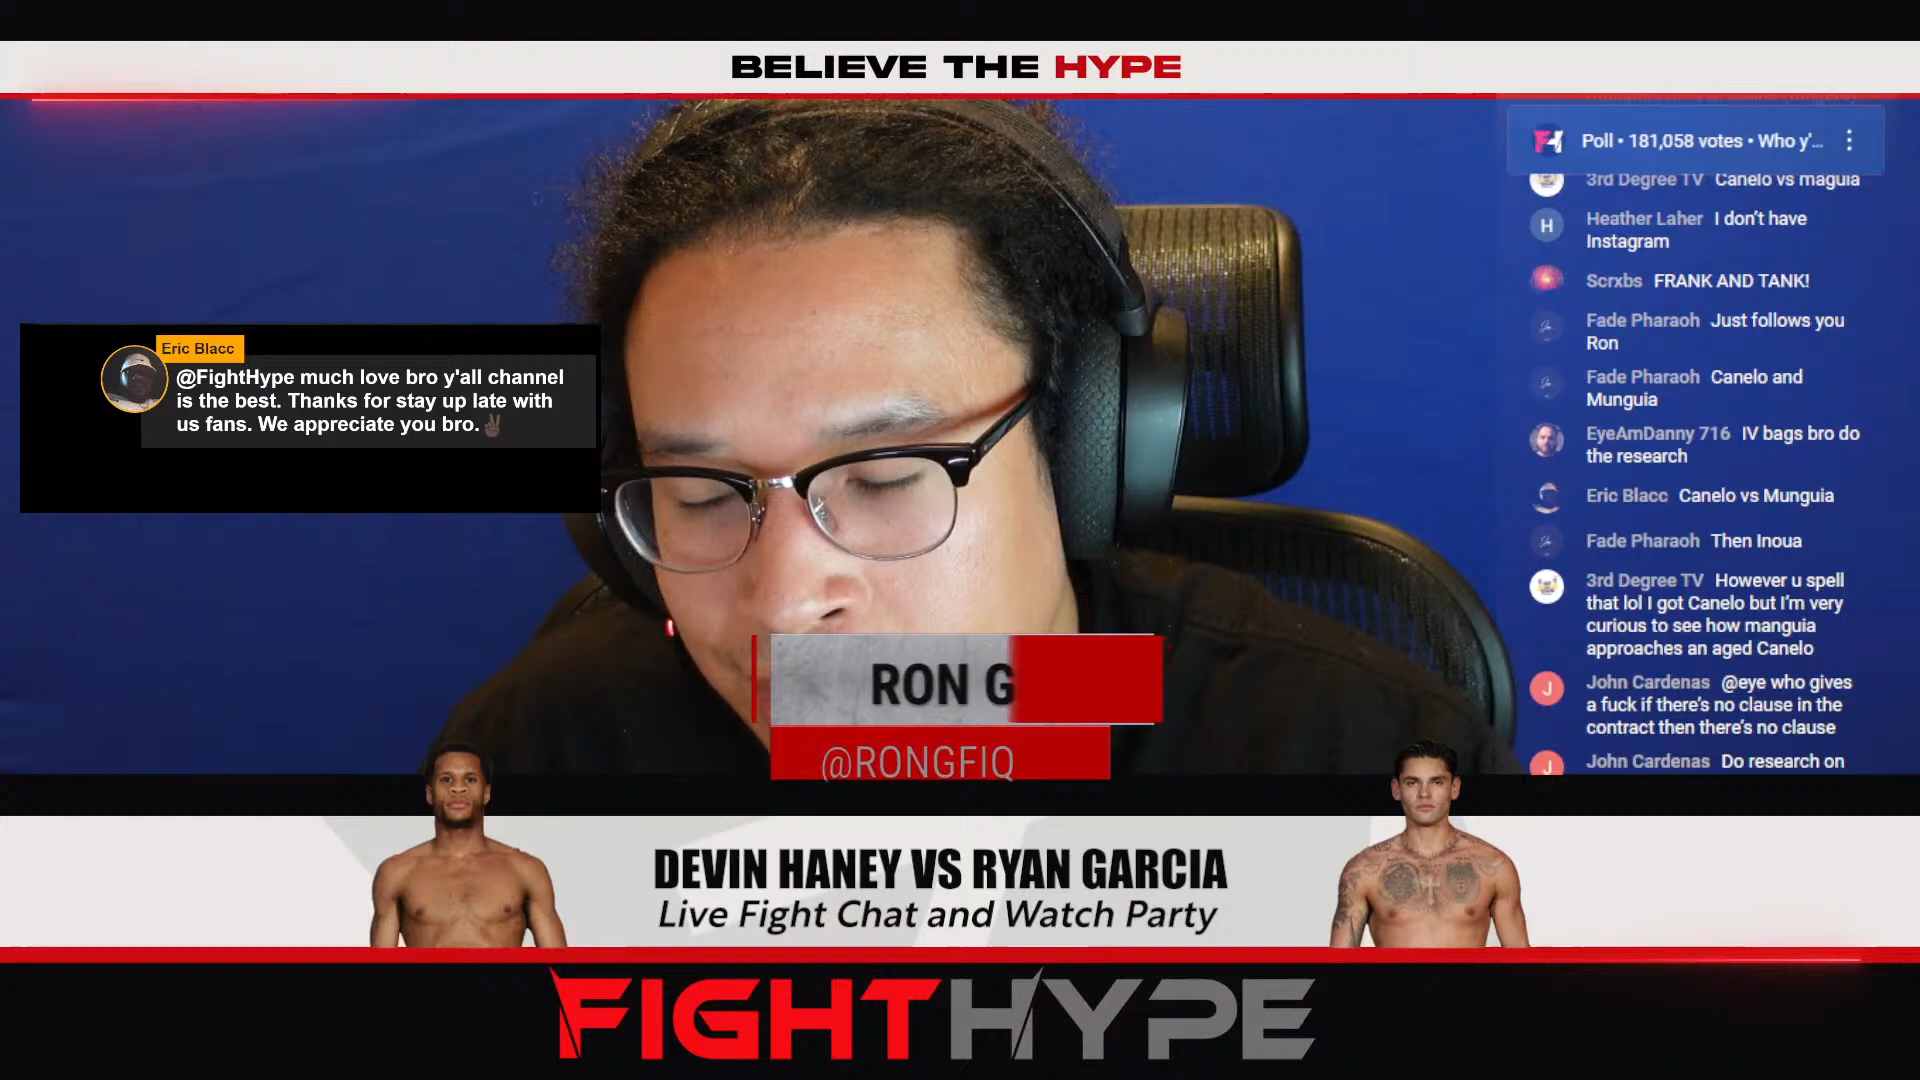 BELIEVE THE HYPE
Eric Blacc
@FightHype much love bro y'all channel
is the best. Thanks for stay up late with
us fans. We appreciate you bro.✌🏿
Poll • 181,058 votes • Who y'...
3rd Degree TV Canelo vs maguia
H
Heather Laher I don't have
Instagram
Scrxbs FRANK AND TANK!
Fade Pharaoh Just follows you
Ron
Fade Pharaoh Canelo and
Munguia
EyeAmDanny 716 IV bags bro do
the research
Eric Blacc Canelo vs Munguia
Fade Pharaoh Then Inoua
3rd Degree TV However u spell
that lol I got Canelo but I'm very
curious to see how manguia
approaches an aged Canelo
J
John Cardenas @eye who gives
a fuck if there's no clause in the
contract then there's no clause
J
John Cardenas Do research on
RON G
@RONGFIQ
DEVIN HANEY VS RYAN GARCIA
Live Fight Chat and Watch Party
FIGHTHYPE